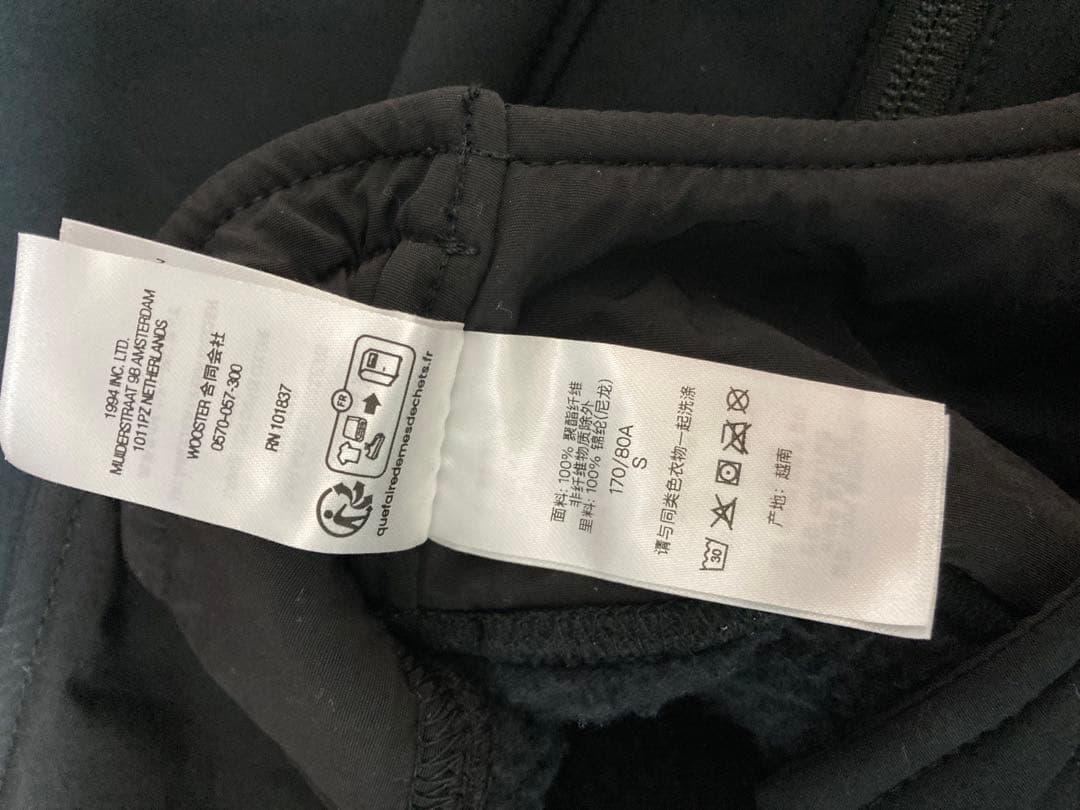 1994 INC. LTD.
MUIDERSTRAAT 9B AMSTERDAM
1011PZ NETHERLANDS
WOOSTER 合同会社
0570-057-300
RN 101837
FR
quefairedemesdechets.fr
面料: 100% 聚酯纤维
非纤维物质除外
里料: 100% 锦纶(尼龙)
170/80A
S
请与同类色衣物一起洗涤
30
产地: 越南